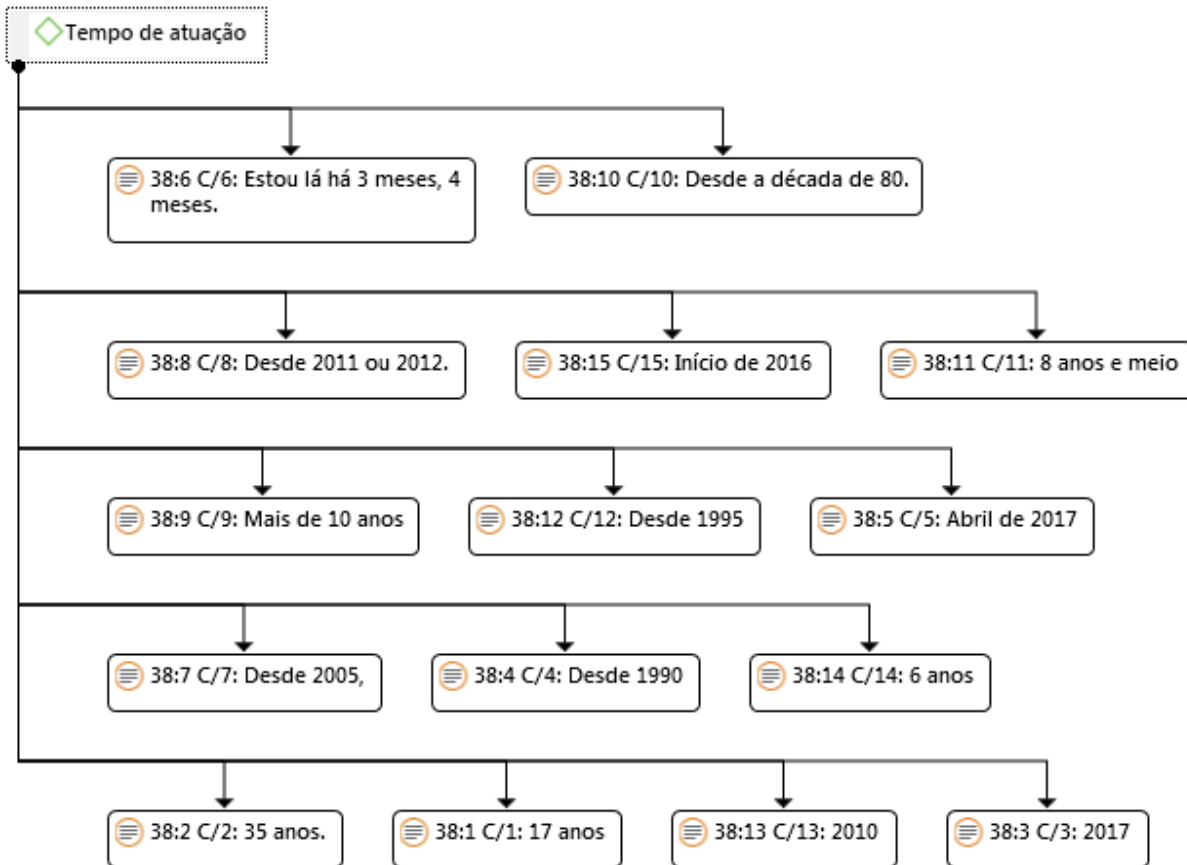 Tempo de atuação
38:6 C/6: Estou lá há 3 meses, 4
meses.
38:10 C/10: Desde a década de 80.
38:8 C/8: Desde 2011 ou 2012.
38:15 C/15: Início de 2016
38:11 C/11: 8 anos e meio
38:9 C/9: Mais de 10 anos
38:12 C/12: Desde 1995
38:5 C/5: Abril de 2017
38:7 C/7: Desde 2005,
38:4 C/4: Desde 1990
38:14 C/14: 6 anos
38:2 C/2: 35 anos.
38:1 C/1: 17 anos
38:13 C/13: 2010
38:3 C/3: 2017